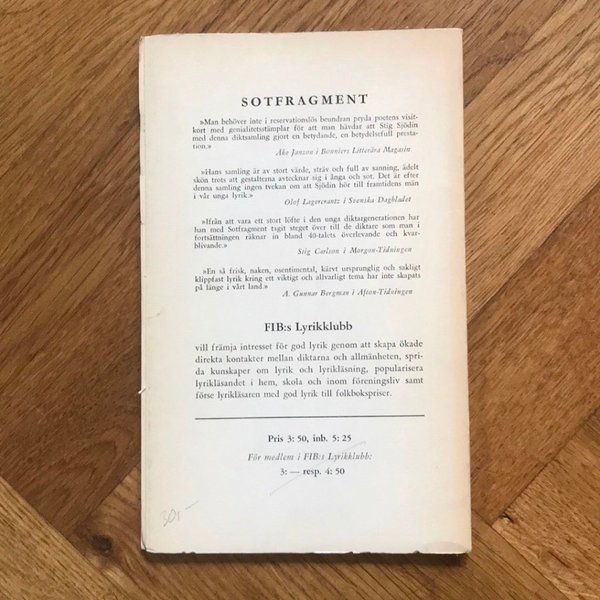 SOTFRAGMENT
»Man behöver inte i reservationslös beundran pryda poetens visit-
kort med genialitetsstämplar för att man hävdar att Stig Sjödin
med denna diktsamling gjort en betydande, en betydelsefull presta-
tion.»
Åke Janzon i Bonniers Litterära Magasin
»Hans samling är av stort värde, sträv och full av sanning, ädelt
skön trots att gestalterna avtecknar sig i ånga och sot. Det är efter
denna samling ingen tvekan om att Sjödin hör till framtidens män
i vår unga lyrik.»
Olof Lagercrantz i Svenska Dagbladet
»Ifrån att vara ett stort löfte i den unga diktargenerationen har
han med Sotfragment tagit steget över till de diktare som man i
fortsättningen räknar in bland 40-talets överlevande och kvar-
blivande.»
Stig Carlson i Morgon-Tidningen
»En så frisk, naken, osentimental, kärvt ursprunglig och sakligt
klippfast lyrik kring ett viktigt och allvarligt tema har inte skapats
på länge i vårt land.»
A. Gunnar Bergman i Afton-Tidningen
FIB:s Lyrikklubb
vill främja intresset för god lyrik genom att skapa ökade
direkta kontakter mellan diktarna och allmänheten, spri-
da kunskaper om lyrik och lyrikläsning, popularisera
lyrikläsandet i hem, skola och inom föreningsliv samt
förse lyrikläsaren med god lyrik till folkbokspriser.
Pris 3: 50, inb. 5: 25
För medlem i FIB:s Lyrikklubb:
3: — resp. 4: 50
30,-